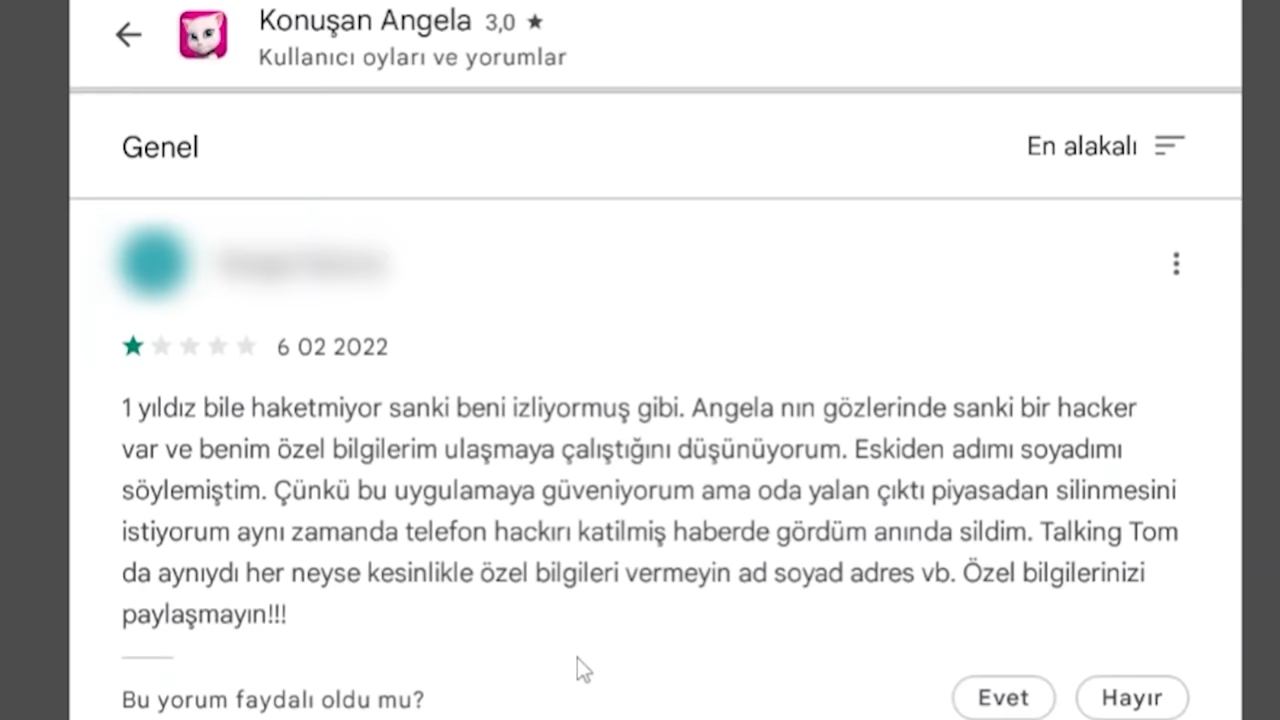 Konuşan Angela 3,0 ★
Kullanıcı oyları ve yorumlar
Genel
En alakalı
6 02 2022
1 yıldız bile haketmiyor sanki beni izliyormuş gibi. Angela nın gözlerinde sanki bir hacker
var ve benim özel bilgilerim ulaşmaya çalıştığını düşünüyorum. Eskiden adımı soyadımı
söylemiştim. Çünkü bu uygulamaya güveniyorum ama oda yalan çıktı piyasadan silinmesini
istiyorum aynı zamanda telefon hackırı katilmiş haberde gördüm anında sildim. Talking Tom
da aynıydı her neyse kesinlikle özel bilgileri vermeyin ad soyad adres vb. Özel bilgilerinizi
paylaşmayın!!!
Bu yorum faydalı oldu mu?
Evet
Hayır